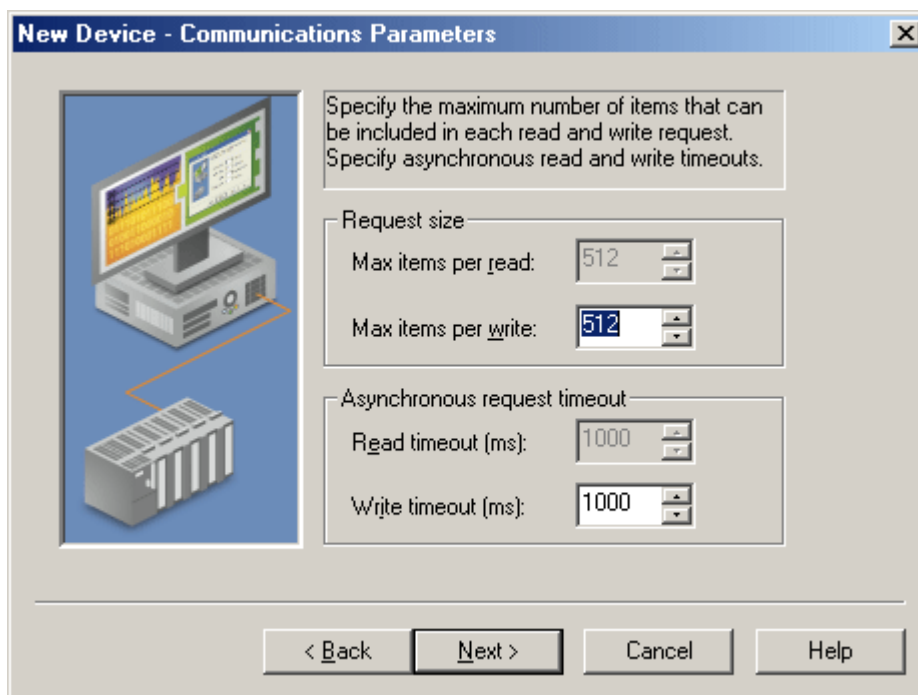 New Device - Communications Parameters
Specify the maximum number of items that can
be included in each read and write request.
Specify asynchronous read and write timeouts.
Request size
Max items per read: 512
Max items per write: 512
Asynchronous request timeout
Read timeout (ms): 1000
Write timeout (ms): 1000
< Back Next > Cancel Help